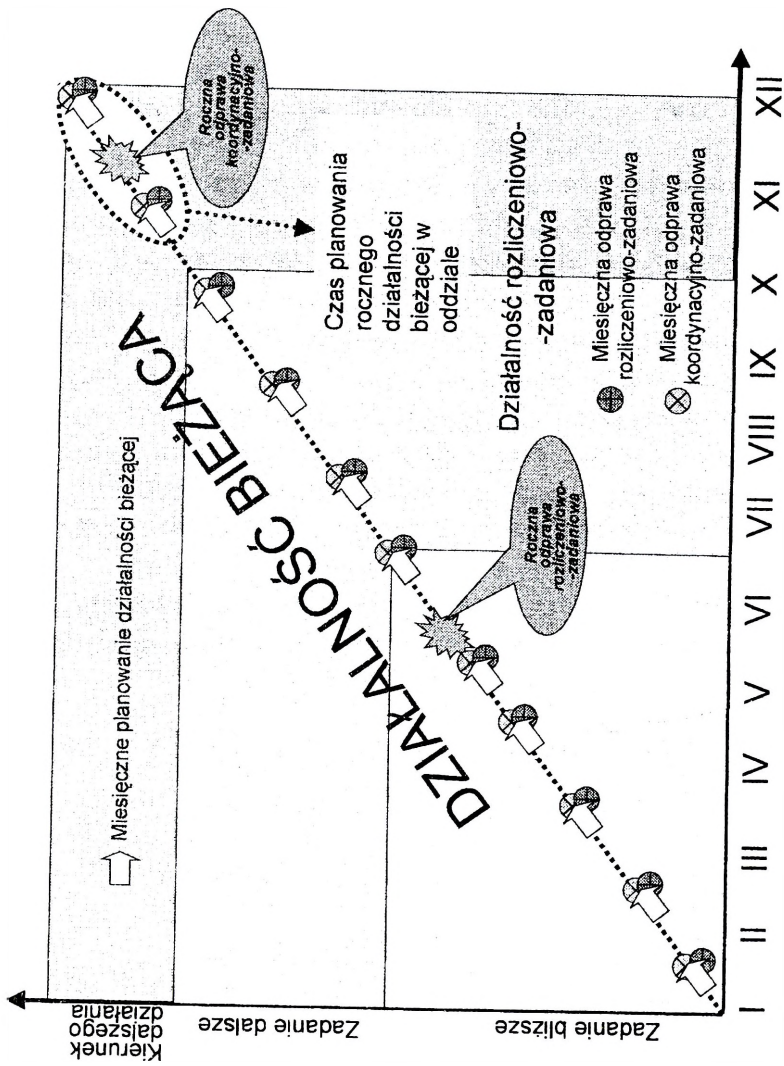 Kierunek
dalszego
działania
Zadanie dalsze
Zadanie bliższe
Miesięczne planowanie działalności bieżącej
DZIAŁALNOŚĆ BIEŻĄCA
Roczna
odprawa
koordynacyjno-
-zadaniowa
Czas planowania
rocznego
działalności
bieżącej w
oddziale
Roczna
odprawa
rozliczeniowo-
-zadaniowa
Działalność rozliczeniowo-
-zadaniowa
Miesięczna odprawa
rozliczeniowo-zadaniowa
Miesięczna odprawa
koordynacyjno-zadaniowa
I II III IV V VI VII VIIII IX X XI XII